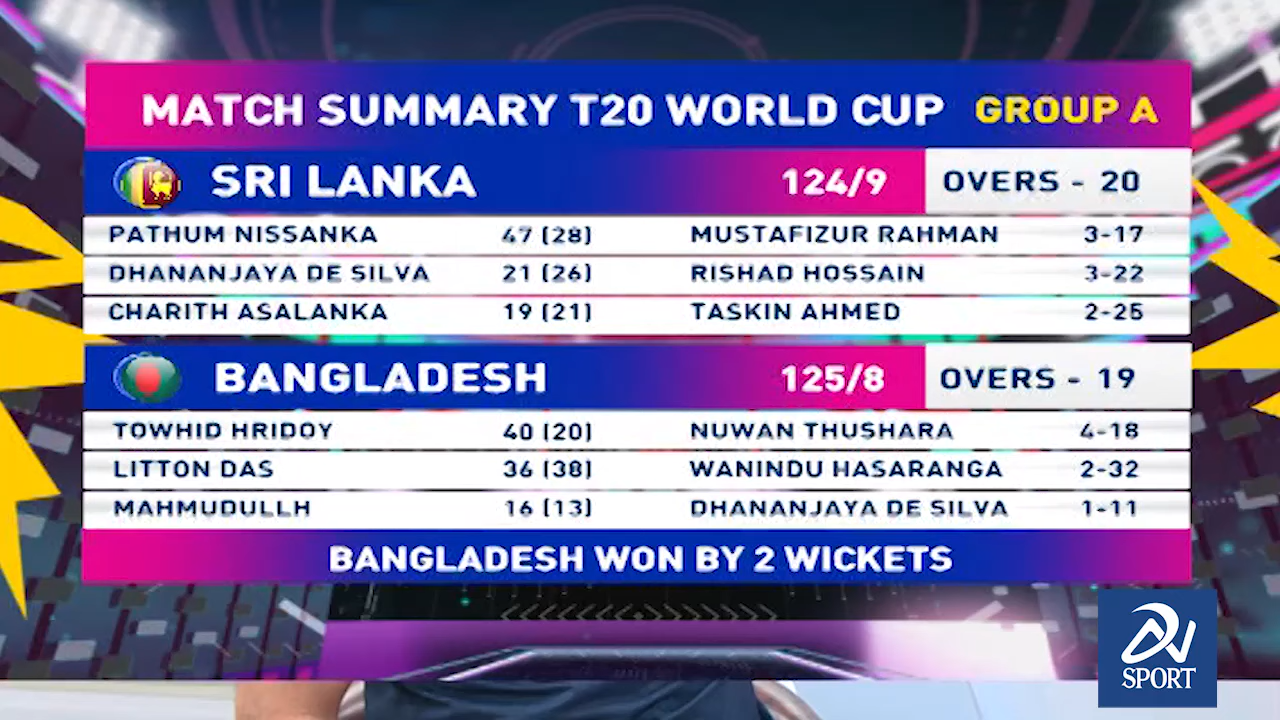 MATCH SUMMARY T20 WORLD CUP GROUP A
SRI LANKA 124/9 OVERS - 20
PATHUM NISSANKA 47 (28) MUSTAFIZUR RAHMAN 3-17
DHANANJAYA DE SILVA 21 (26) RISHAD HOSSAIN 3-22
CHARITH ASALANKA 19 (21) TASKIN AHMED 2-25
BANGLADESH 125/8 OVERS - 19
TOWHID HRIDOY 40 (20) NUWAN THUSHARA 4-18
LITTON DAS 36 (38) WANINDU HASARANGA 2-32
MAHMUDULLH 16 (13) DHANANJAYA DE SILVA 1-11
BANGLADESH WON BY 2 WICKETS
SPORT